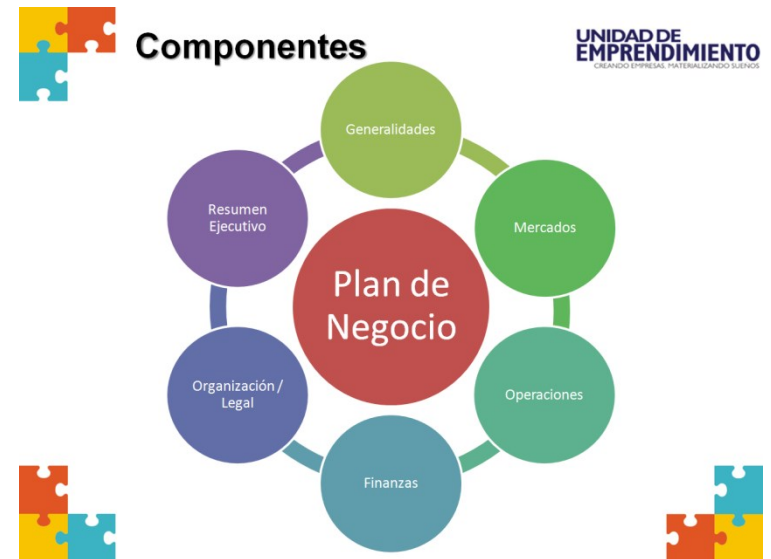 Componentes
UNIDAD DE
EMPRENDIMIENTO
CREANDO EMPRESAS, MATERIALIZANDO SUEÑOS
Generalidades
Mercados
Operaciones
Finanzas
Organización /
Legal
Resumen
Ejecutivo
Plan de
Negocio